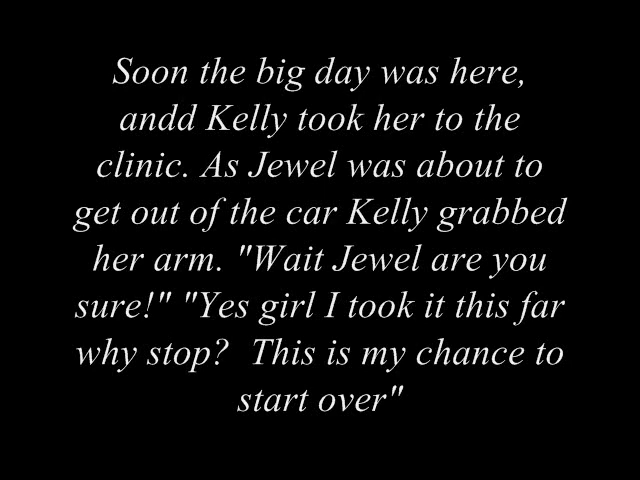 Soon the big day was here,
andd Kelly took her to the
clinic. As Jewel was about to
get out of the car Kelly grabbed
her arm. "Wait Jewel are you
sure!" "Yes girl I took it this far
why stop?  This is my chance to
start over"